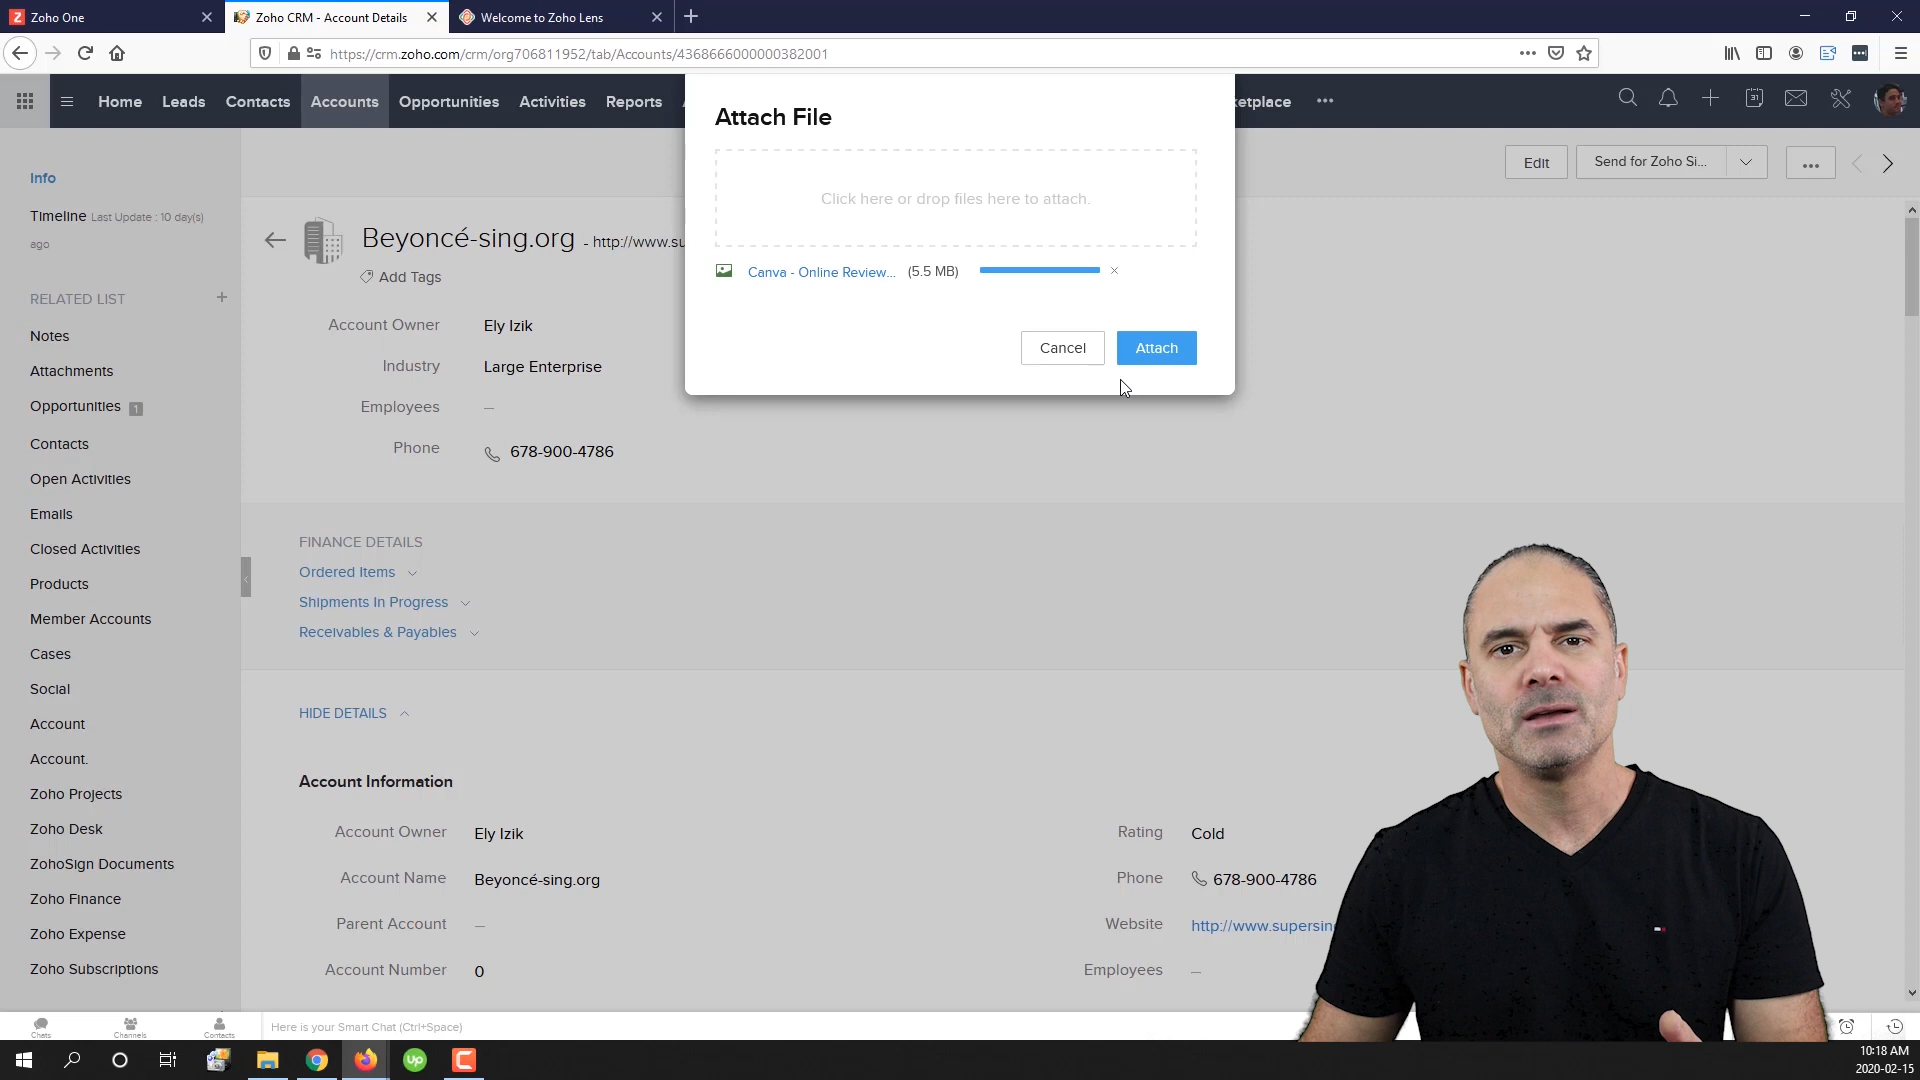 Zoho One
Zoho CRM - Account Details
Welcome to Zoho Lens
https://crm.zoho.com/crm/org706811952/tab/Accounts/4368666000000382001
Home Leads Contacts Accounts Opportunities Activities Reports etplace
31
Attach File
Click here or drop files here to attach.
Canva - Online Review... (5.5 MB)
Cancel Attach
Edit Send for Zoho Si...
Info
Timeline Last Update : 10 day(s)
ago
RELATED LIST
Notes
Attachments
Opportunities 1
Contacts
Open Activities
Emails
Closed Activities
Products
Member Accounts
Cases
Social
Account
Account.
Zoho Projects
Zoho Desk
ZohoSign Documents
Zoho Finance
Zoho Expense
Zoho Subscriptions
Beyoncé-sing.org - http://www.su
Add Tags
Account Owner Ely Izik
Industry Large Enterprise
Employees —
Phone 678-900-4786
FINANCE DETAILS
Ordered Items
Shipments In Progress
Receivables & Payables
HIDE DETAILS
Account Information
Account Owner Ely Izik
Rating Cold
Account Name Beyoncé-sing.org
Phone 678-900-4786
Parent Account —
Website http://www.supersin
Account Number 0
Employees —
Chats Channels Contacts
Here is your Smart Chat (Ctrl+Space)
Up
10:18 AM
2020-02-15